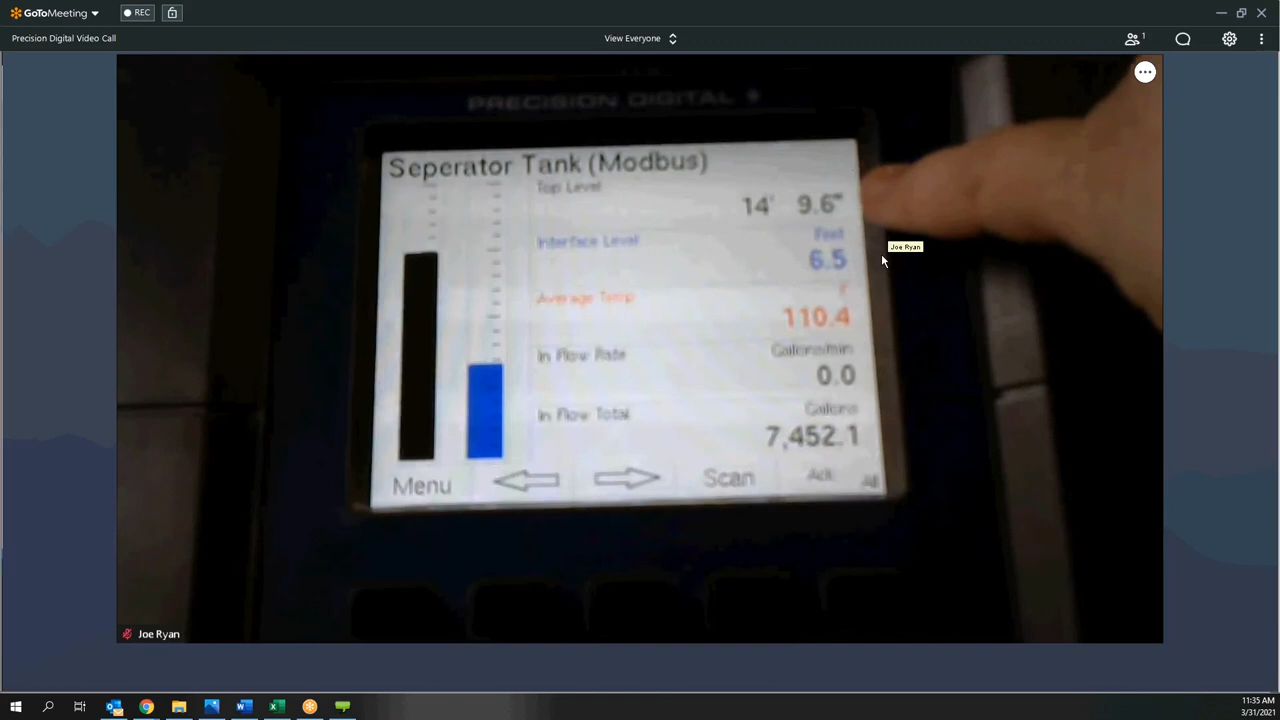 GoToMeeting
REC
Precision Digital Video Call
View Everyone
1
PRECISION DIGITAL
Seperator Tank (Modbus)
Top Level
14' 9.6"
Interface Level
Feet
6.5
Average Temp
F
110.4
In Flow Rate
Gallons/min
0.0
In Flow Total
Gallons
7,452.1
Menu
Scan
Ack
All
Joe Ryan
Joe Ryan
11:35 AM
3/31/2021